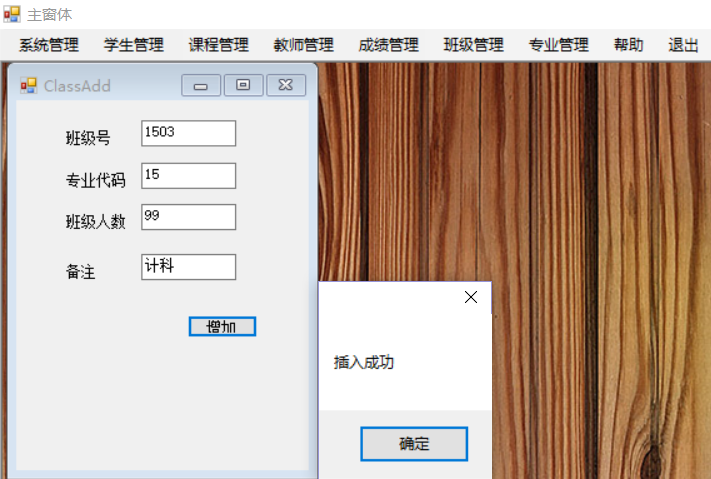 主窗体
系统管理 学生管理 课程管理 教师管理 成绩管理 班级管理 专业管理 帮助 退出
ClassAdd
班级号 1503
专业代码 15
班级人数 99
备注 计科
增加
插入成功
确定